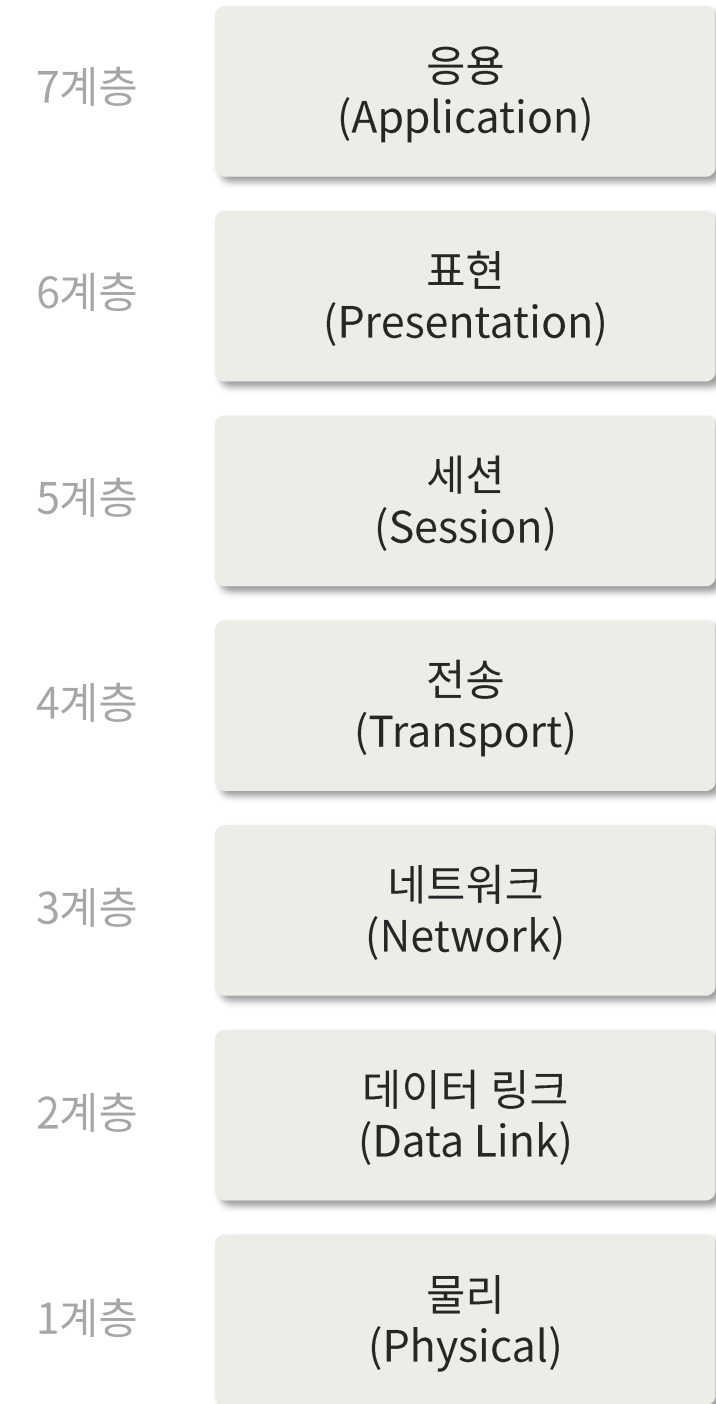 7계층
응용
(Application)
6계층
표현
(Presentation)
5계층
세션
(Session)
4계층
전송
(Transport)
3계층
네트워크
(Network)
2계층
데이터 링크
(Data Link)
1계층
물리
(Physical)